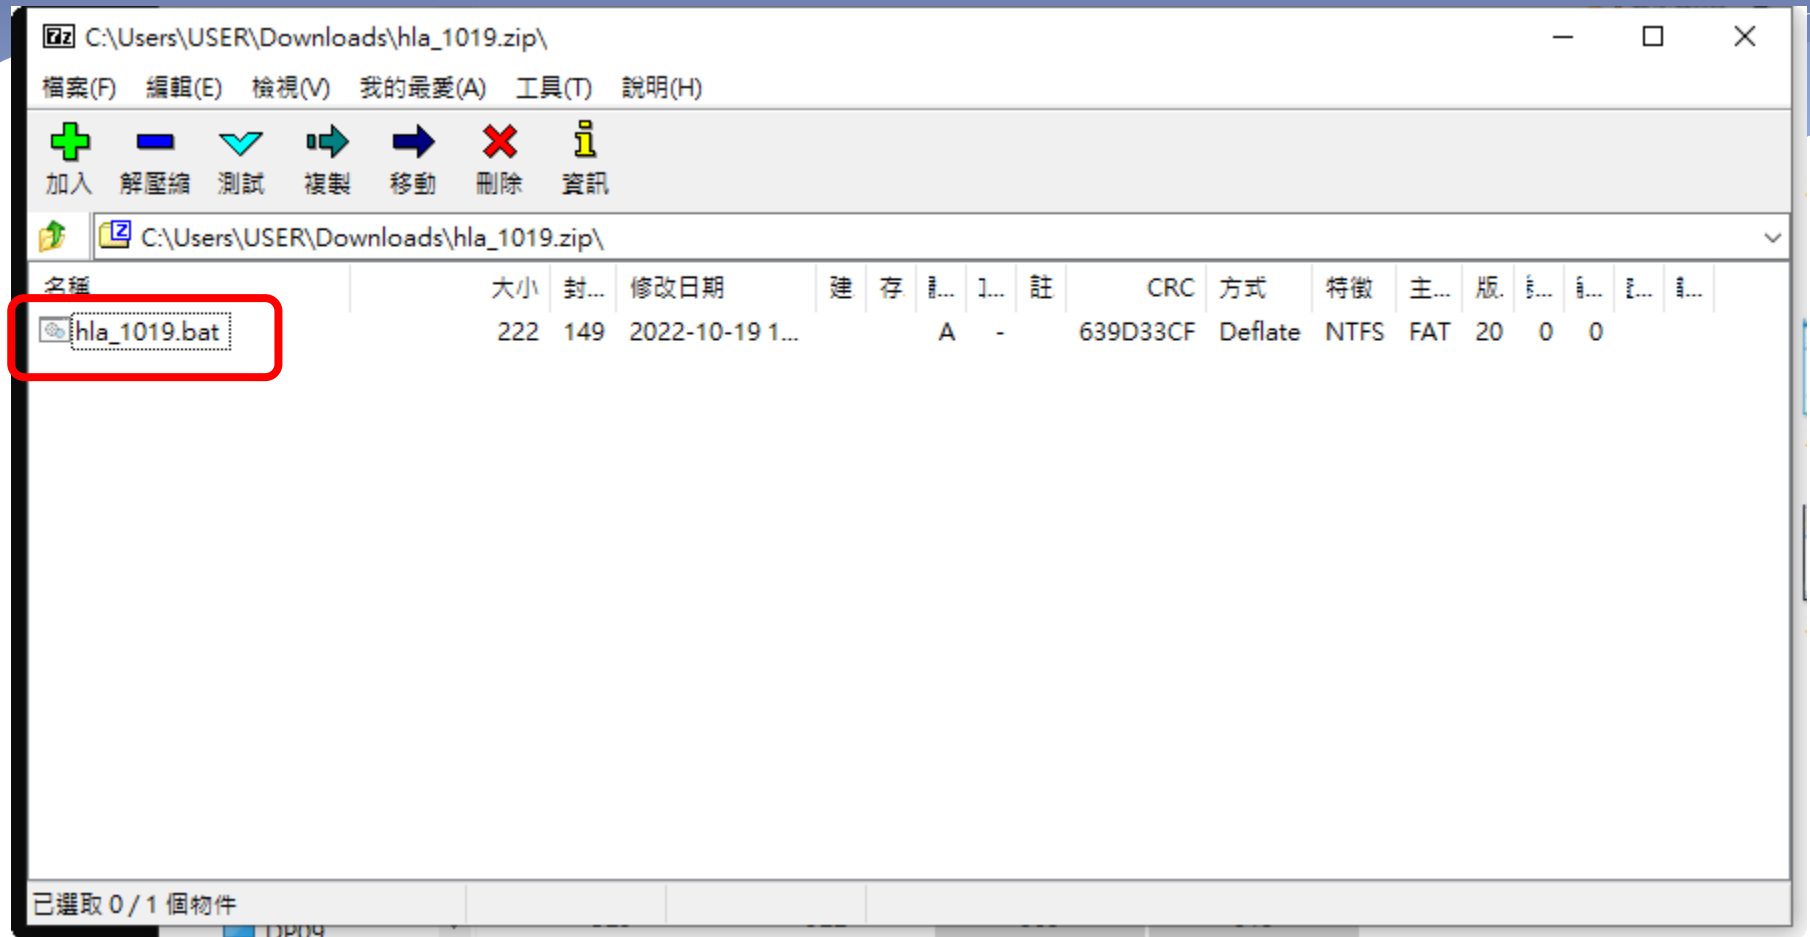 C:\Users\USER\Downloads\hla_1019.zip\
檔案(F) 編輯(E) 檢視(V) 我的最愛(A) 工具(T) 說明(H)
加入 解壓縮 測試 複製 移動 刪除 資訊
C:\Users\USER\Downloads\hla_1019.zip\
名稱 大小 封... 修改日期 建 存 註 CRC 方式 特徵 主... 版
hla_1019.bat 222 149 2022-10-19 1... A - 639D33CF Deflate NTFS FAT 20 0 0
已選取 0 / 1 個物件
DP09